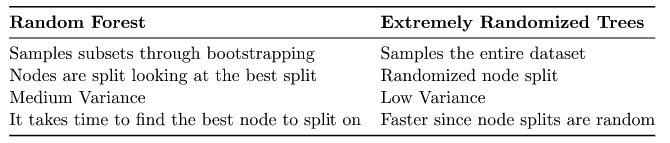 Random Forest Extremely Randomized Trees
Samples subsets through bootstrapping Samples the entire dataset
Nodes are split looking at the best split Randomized node split
Medium Variance Low Variance
It takes time to find the best node to split on Faster since node splits are random